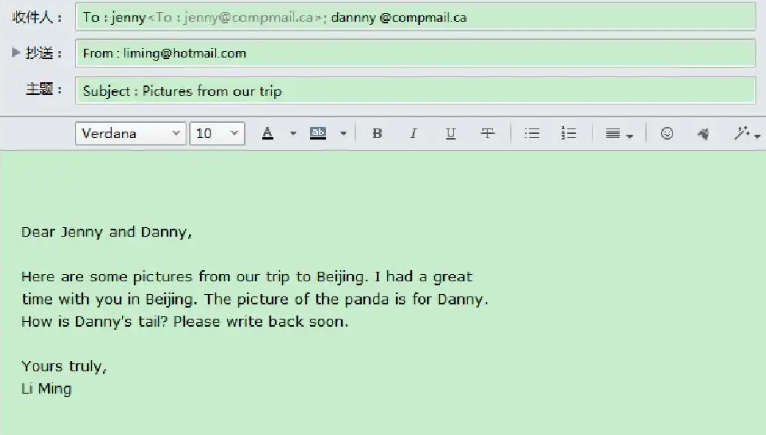 收件人：
To : jenny<To : jenny@compmail.ca>; dannny @compmail.ca
抄送：
From : liming@hotmail.com
主题：
Subject : Pictures from our trip
Verdana 10 A ab B I U T
Dear Jenny and Danny,
Here are some pictures from our trip to Beijing. I had a great
time with you in Beijing. The picture of the panda is for Danny.
How is Danny's tail? Please write back soon.
Yours truly,
Li Ming